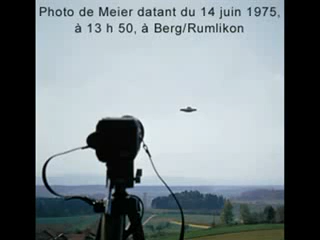 Photo de Meier datant du 14 juin 1975,
à 13 h 50, à Berg/Rumlikon